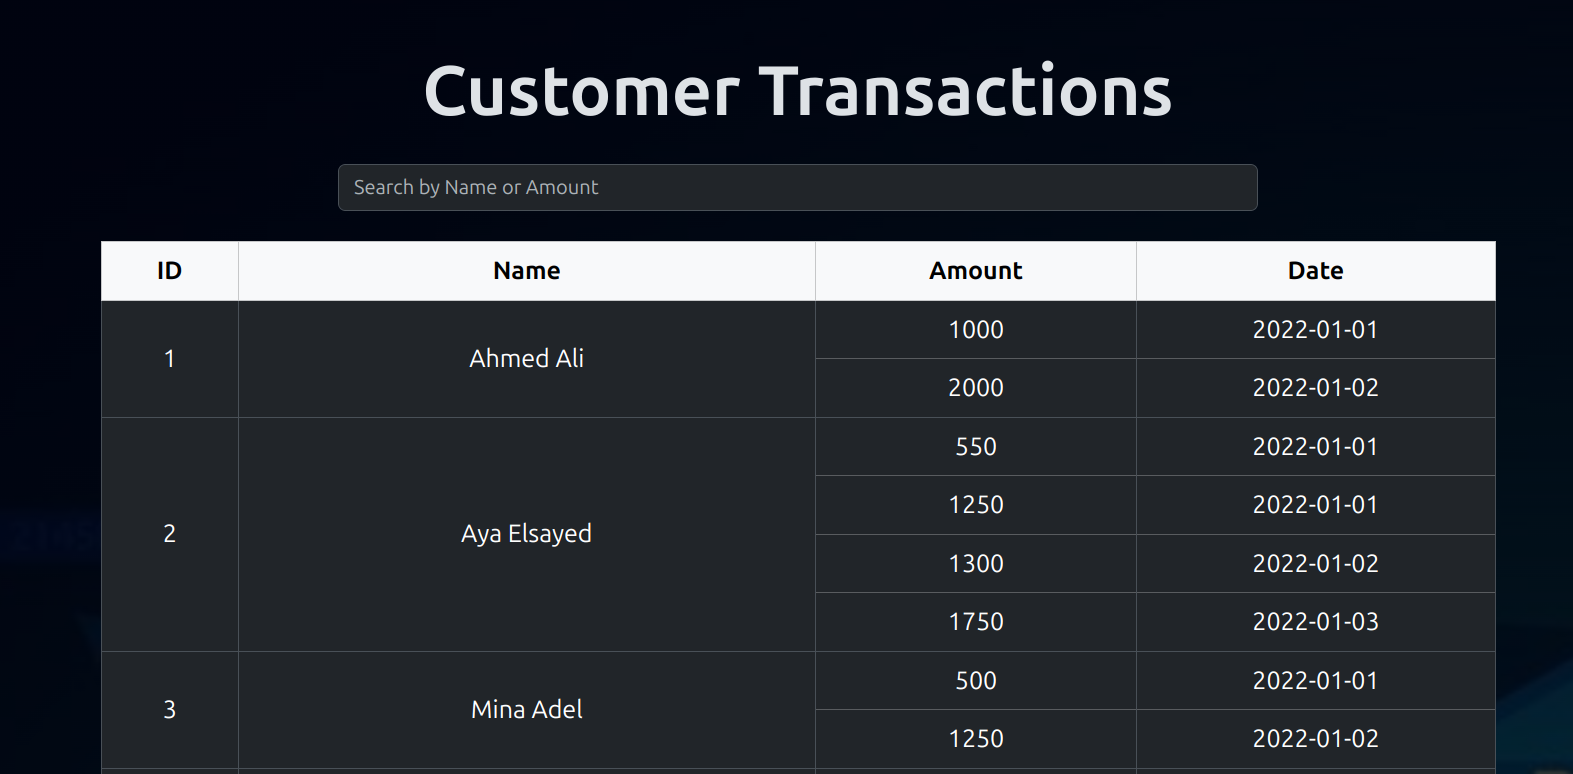 Customer Transactions
Search by Name or Amount
ID Name Amount Date
1 Ahmed Ali 1000 2022-01-01
2000 2022-01-02
2 Aya Elsayed 550 2022-01-01
1250 2022-01-01
1300 2022-01-02
1750 2022-01-03
3 Mina Adel 500 2022-01-01
1250 2022-01-02